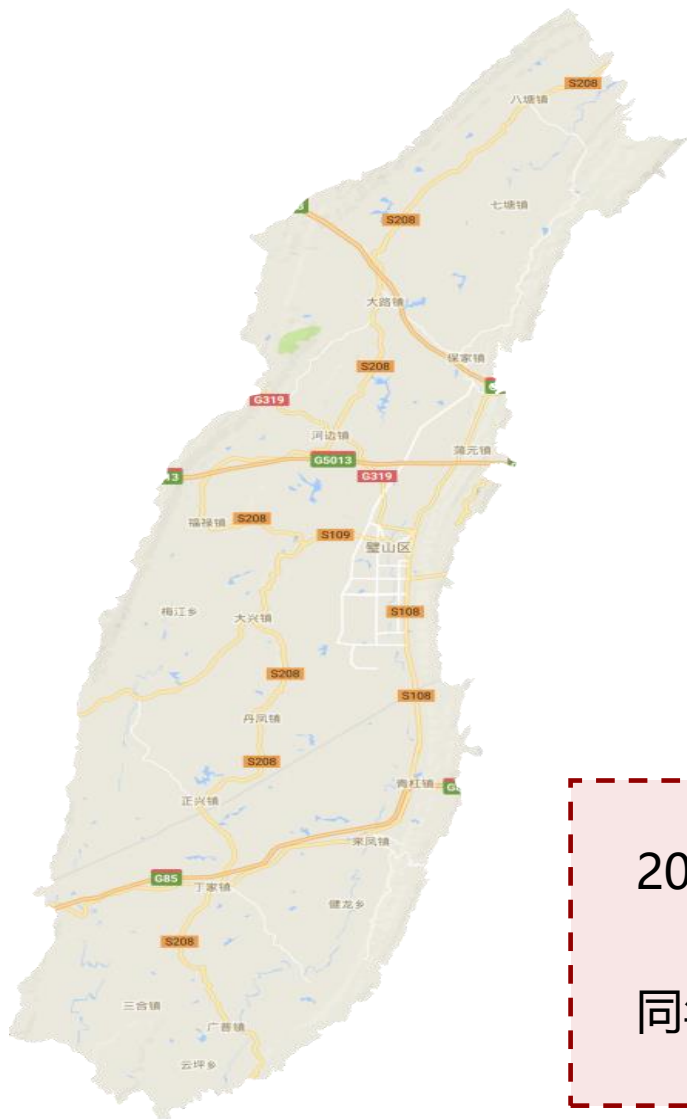 S208
八塘镇
七塘镇
S208
大路镇
保家镇
S208
G319
河边镇
蒲元镇
G5013
G319
S208
福禄镇
S109
璧山区
梅江乡
大兴镇
S108
S208
S108
丹凤镇
S208
青杠镇
正兴镇
来凤镇
G85
丁家镇
健龙乡
S208
三合镇
广普镇
云坪乡
20